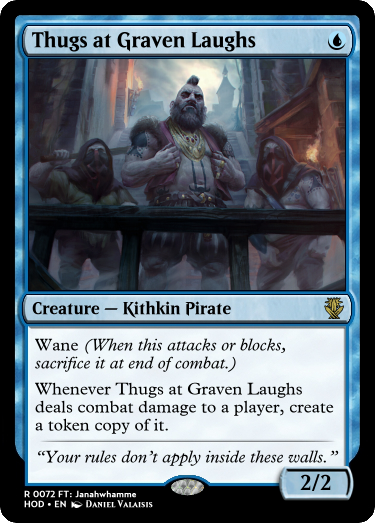 Thugs at Graven Laughs
Creature — Kithkin Pirate
Wane (When this attacks or blocks,
sacrifice it at end of combat.)
Whenever Thugs at Graven Laughs
deals combat damage to a player, create
a token copy of it.
“Your rules don’t apply inside these walls.”
2/2
R 0072 FT: Janahwhamme
HOD • EN Daniel Valaisis